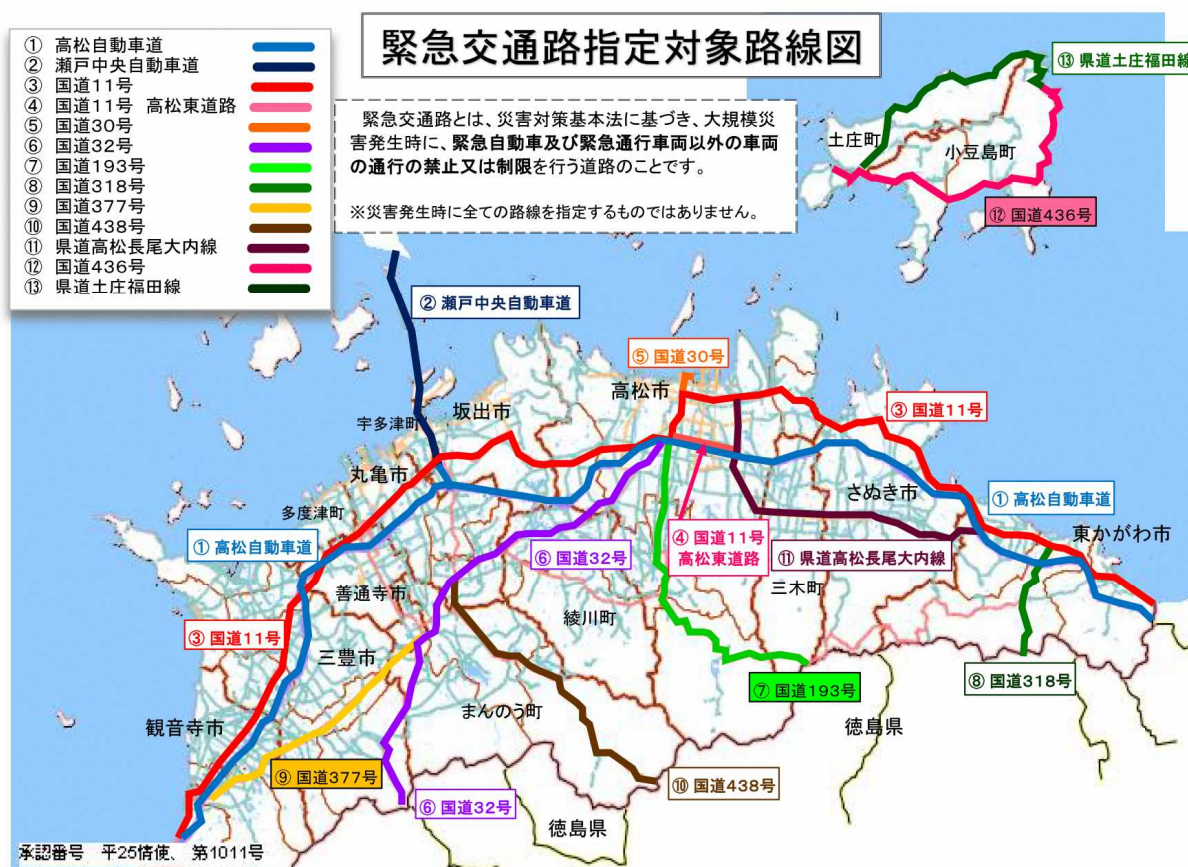 緊急交通路指定対象路線図
① 高松自動車道
② 瀬戸中央自動車道
③ 国道11号
④ 国道11号 高松東道路
⑤ 国道30号
⑥ 国道32号
⑦ 国道193号
⑧ 国道318号
⑨ 国道377号
⑩ 国道438号
⑪ 県道高松長尾大内線
⑫ 国道436号
⑬ 県道土庄福田線
緊急交通路とは、災害対策基本法に基づき、大規模災
害発生時に、緊急自動車及び緊急通行車両以外の車両
の通行の禁止又は制限を行う道路のことです。
※災害発生時に全ての路線を指定するものではありません。
⑬ 県道土庄福田線
土庄町
小豆島町
⑫ 国道436号
② 瀬戸中央自動車道
⑤ 国道30号
高松市
坂出市
③ 国道11号
宇多津町
丸亀市
さぬき市
① 高松自動車道
多度津町
東かがわ市
① 高松自動車道
⑥ 国道32号
④ 国道11号
高松東道路
⑪ 県道高松長尾大内線
善通寺市
三木町
綾川町
③ 国道11号
三豊市
⑦ 国道193号
⑧ 国道318号
まんのう町
徳島県
観音寺市
⑨ 国道377号
⑩ 国道438号
⑥ 国道32号
徳島県
承認番号 平25情使、 第1011号